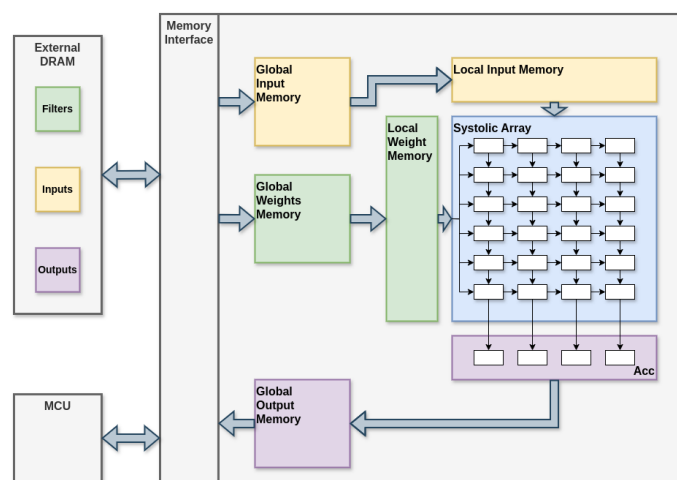 External
DRAM
Filters
Inputs
Outputs
MCU
Memory
Interface
Global
Input
Memory
Global
Weights
Memory
Global
Output
Memory
Local Input Memory
Local
Weight
Memory
Systolic Array
Acc